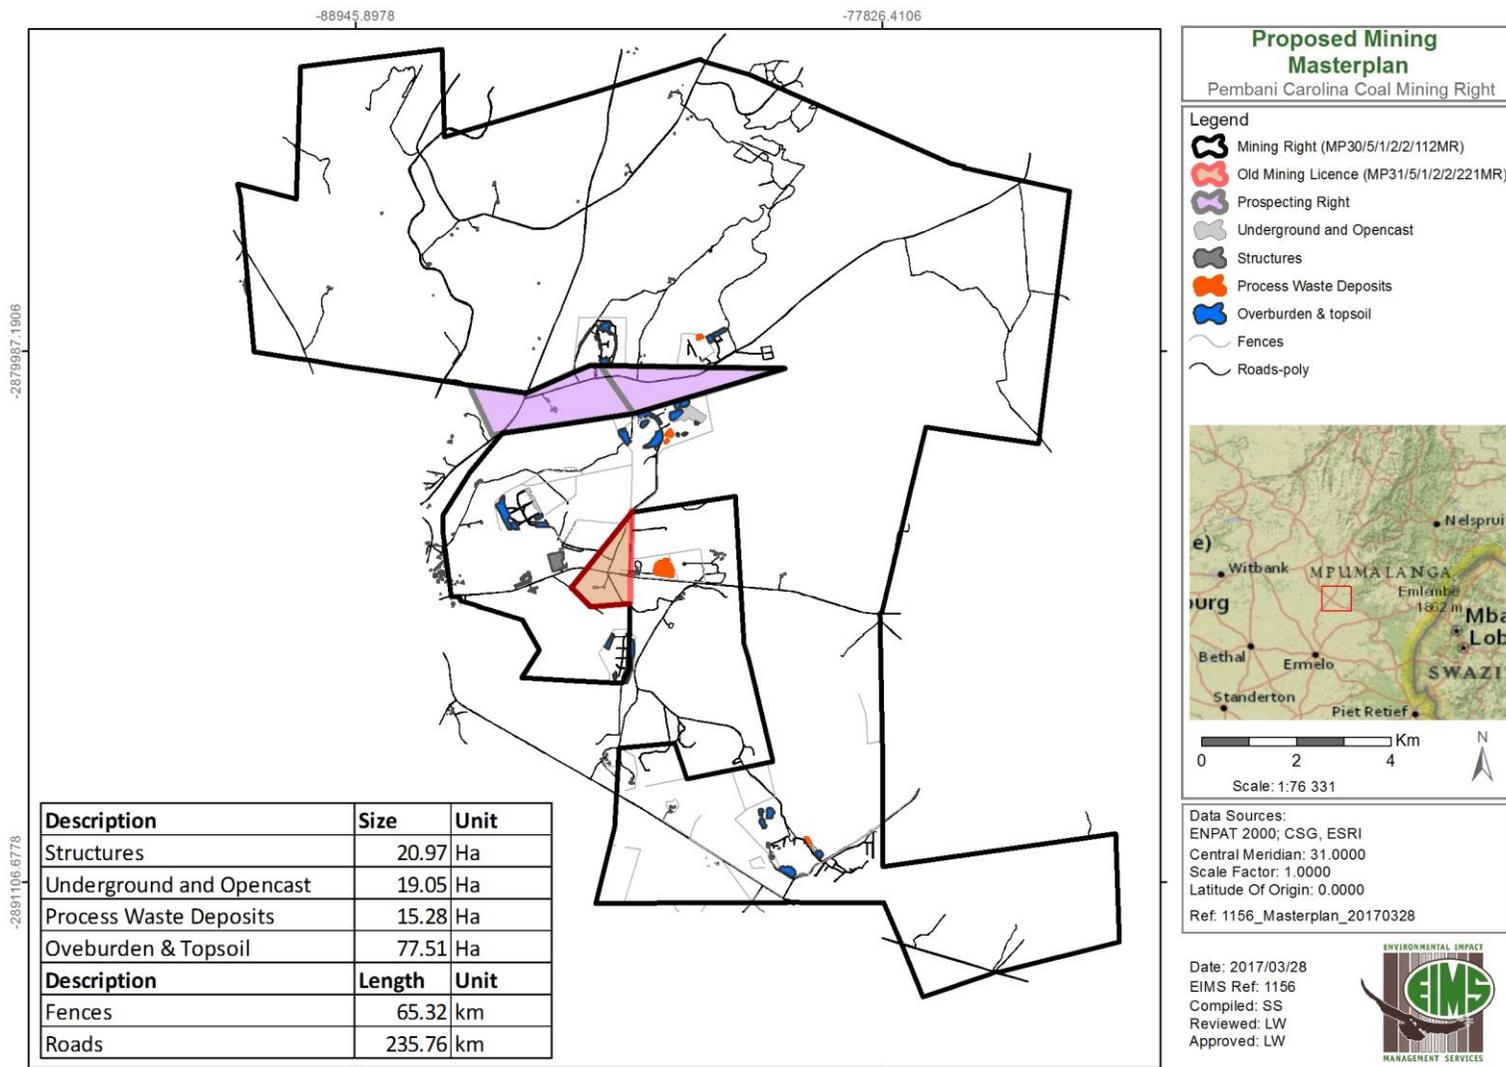 -88945.8978
-77826.4106
-2879987.1906
-2891106.6778
Proposed Mining
Masterplan
Pembani Carolina Coal Mining Right
Legend
Mining Right (MP30/5/1/2/2/112MR)
Old Mining Licence (MP31/5/1/2/2/221MR)
Prospecting Right
Underground and Opencast
Structures
Process Waste Deposits
Overburden & topsoil
Fences
Roads-poly
e)
Nelsprui
Witbank
MPUMALANGA
Emlembe
1862 m
urg
Mba
Lob
Bethal
Ermelo
SWAZI
Standerton
Piet Retief
Km
0 2 4
N
Scale: 1:76 331
Data Sources:
ENPAT 2000; CSG, ESRI
Central Meridian: 31.0000
Scale Factor: 1.0000
Latitude Of Origin: 0.0000
Ref: 1156_Masterplan_20170328
Date: 2017/03/28
EIMS Ref: 1156
Compiled: SS
Reviewed: LW
Approved: LW
ENVIRONMENTAL IMPACT
EIMS
MANAGEMENT SERVICES
Description Size Unit
Structures 20.97 Ha
Underground and Opencast 19.05 Ha
Process Waste Deposits 15.28 Ha
Oveburden & Topsoil 77.51 Ha
Description Length Unit
Fences 65.32 km
Roads 235.76 km